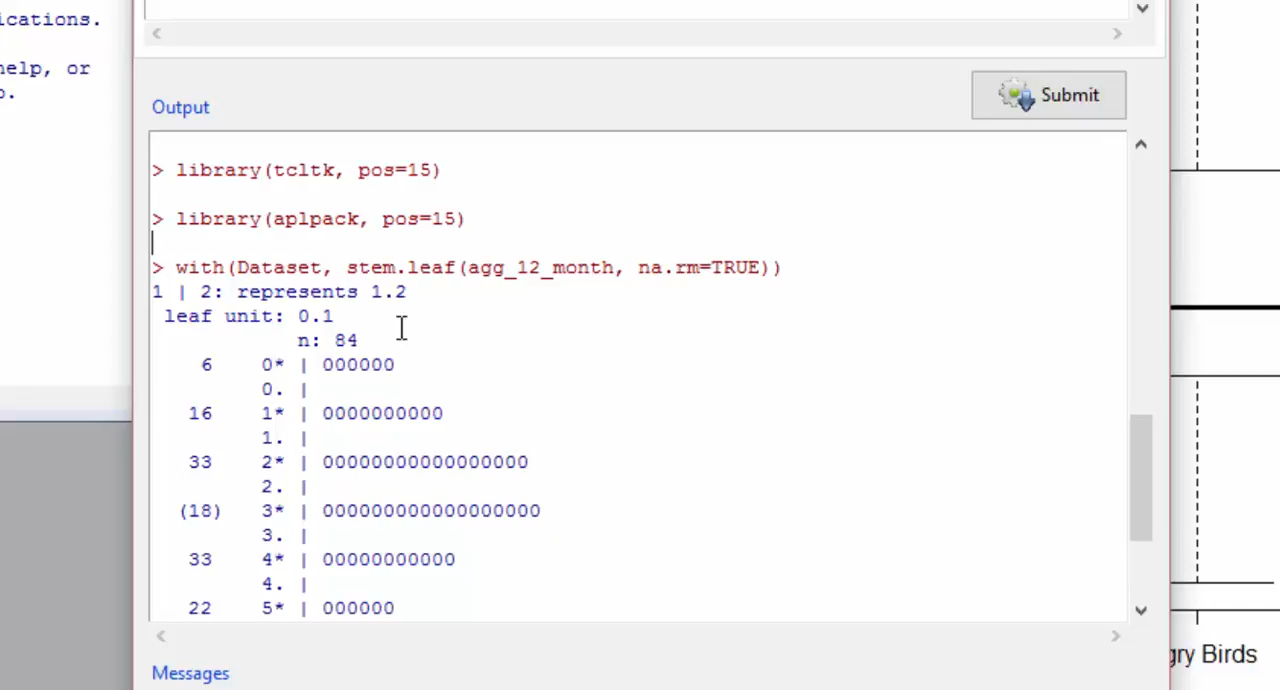 ications.
help, or
Submit
Output
> library(tcltk, pos=15)
> library(aplpack, pos=15)
> with(Dataset, stem.leaf(agg_12_month, na.rm=TRUE))
1 | 2: represents 1.2
leaf unit: 0.1
n: 84
6 0* | 000000
0. |
16 1* | 0000000000
1. |
33 2* | 00000000000000000
2. |
(18) 3* | 000000000000000000
3. |
33 4* | 00000000000
4. |
22 5* | 000000
Messages
gry Birds